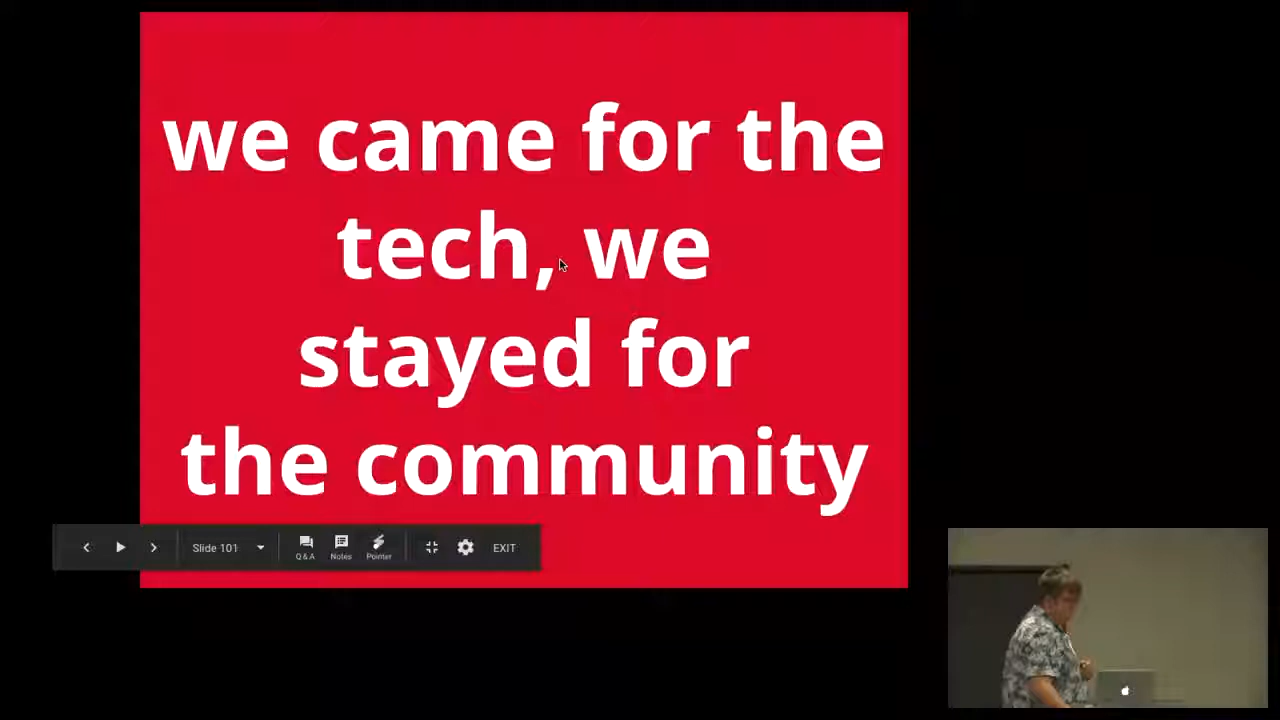 we came for the
tech, we
stayed for
the community
Slide 101
Q&A
Notes
Pointer
EXIT